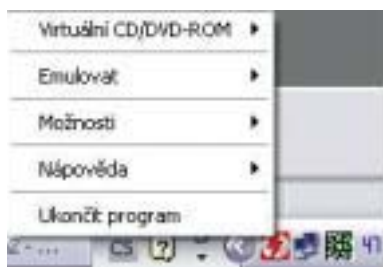 Virtuální CD/DVD-ROM
Emulovat
Možnosti
Nápověda
Ukončit program
CS